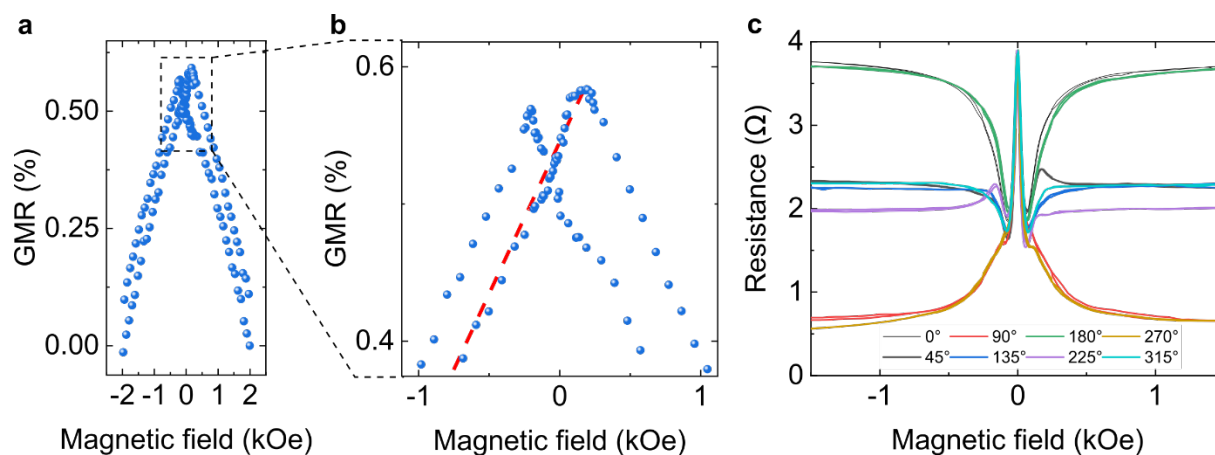 a
b
c
GMR (%)
0.50
0.25
0.00
-2 -1 0 1 2
Magnetic field (kOe)
GMR (%)
0.6
0.4
-1 0 1
Magnetic field (kOe)
Resistance (Ω)
4
3
2
1
0
0° 90° 180° 270°
45° 135° 225° 315°
-1 0 1
Magnetic field (kOe)